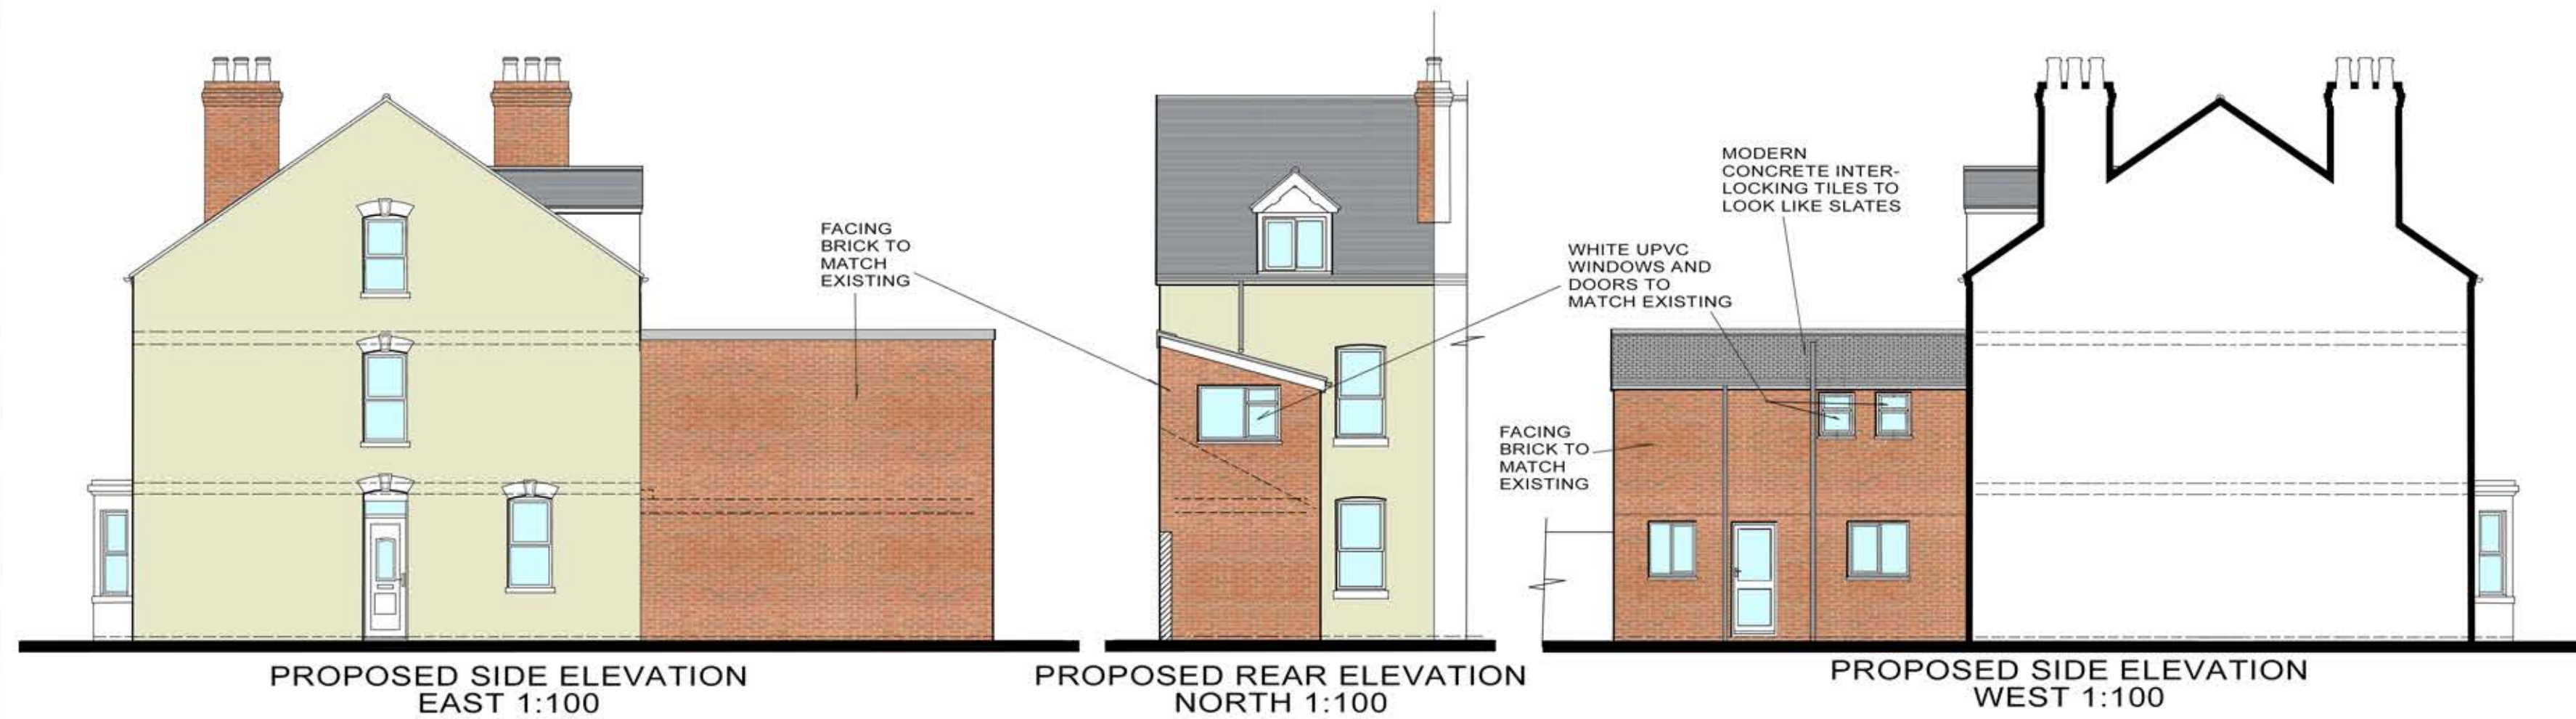 FACING
BRICK TO
MATCH
EXISTING
MODERN
CONCRETE INTER-
LOCKING TILES TO
LOOK LIKE SLATES
WHITE UPVC
WINDOWS AND
DOORS TO
MATCH EXISTING
FACING
BRICK TO
MATCH
EXISTING
PROPOSED SIDE ELEVATION
EAST 1:100
PROPOSED REAR ELEVATION
NORTH 1:100
PROPOSED SIDE ELEVATION
WEST 1:100